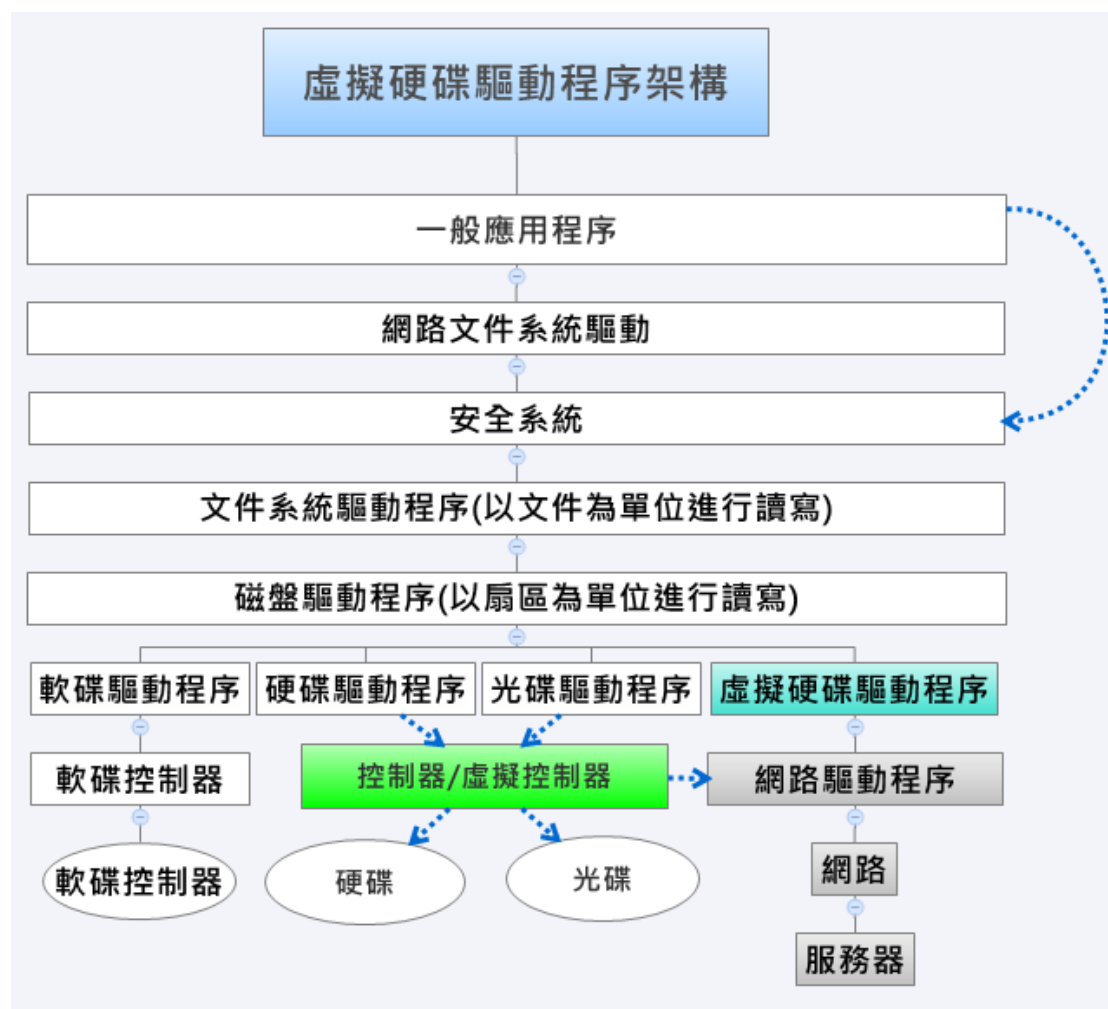 虛擬硬碟驅動程序架構
一般應用程序
網路文件系統驅動
安全系統
文件系統驅動程序(以文件為單位進行讀寫)
磁盤驅動程序(以扇區為單位進行讀寫)
軟碟驅動程序
硬碟驅動程序
光碟驅動程序
虛擬硬碟驅動程序
軟碟控制器
控制器/虛擬控制器
網路驅動程序
軟碟控制器
硬碟
光碟
網路
服務器